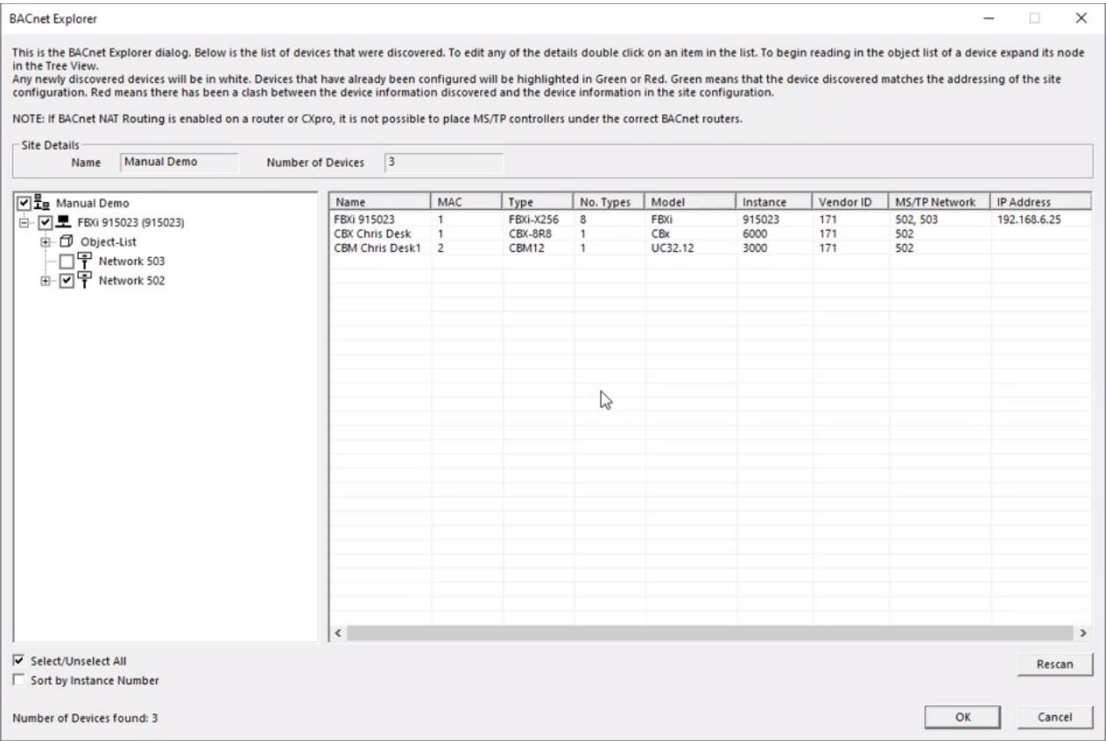 BACnet Explorer
This is the BACnet Explorer dialog. Below is the list of devices that were discovered. To edit any of the details double click on an item in the list. To begin reading in the object list of a device expand its node
in the Tree View.
Any newly discovered devices will be in white. Devices that have already been configured will be highlighted in Green or Red. Green means that the device discovered matches the addressing of the site
configuration. Red means there has been a clash between the device information discovered and the device information in the site configuration.
NOTE: If BACnet NAT Routing is enabled on a router or CXpro, it is not possible to place MS/TP controllers under the correct BACnet routers.
Site Details
Name Manual Demo Number of Devices 3
Manual Demo
FBXi 915023 (915023)
Object-List
Network 503
Network 502
Name MAC Type No. Types Model Instance Vendor ID MS/TP Network IP Address
FBXi 915023 1 FBXi-X256 8 FBXi 915023 171 502, 503 192.168.6.25
CBX Chris Desk 1 CBX-8R8 1 CBx 6000 171 502
CBM Chris Desk1 2 CBM12 1 UC32.12 3000 171 502
Select/Unselect All
Sort by Instance Number
Rescan
Number of Devices found: 3
OK Cancel